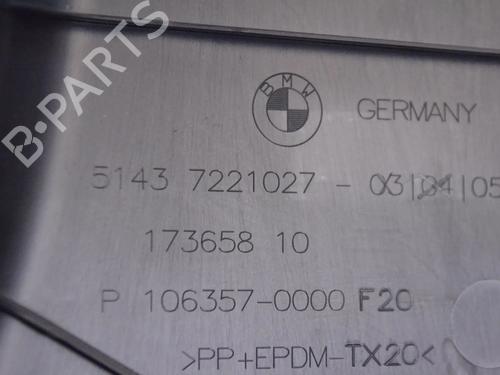 B·PARTS
BMW
GERMANY
5143 7221027 - 03|04|05
173658 10
P 106357-0000 F20
>PP+EPDM-TX20<